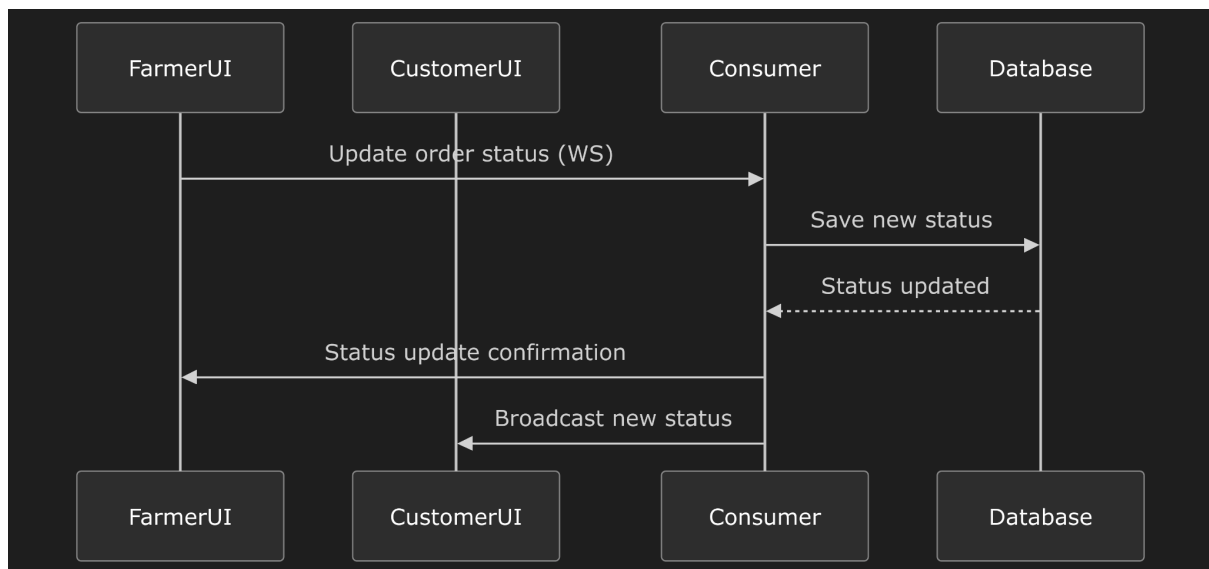 FarmerUI
CustomerUI
Consumer
Database
Update order status (WS)
Save new status
Status updated
Status update confirmation
Broadcast new status
FarmerUI
CustomerUI
Consumer
Database